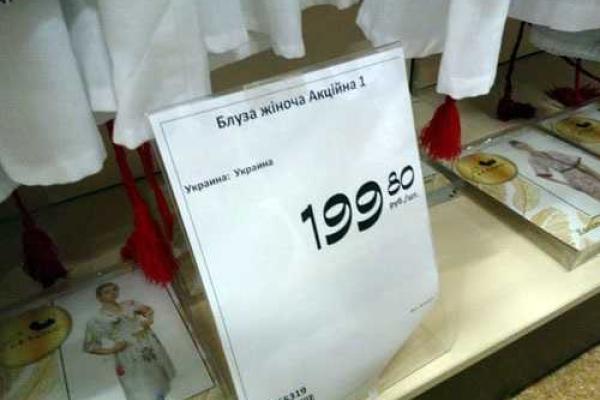 Блуза жіноча Акційна 1
Украина: Украина
199 80
руб./шт.